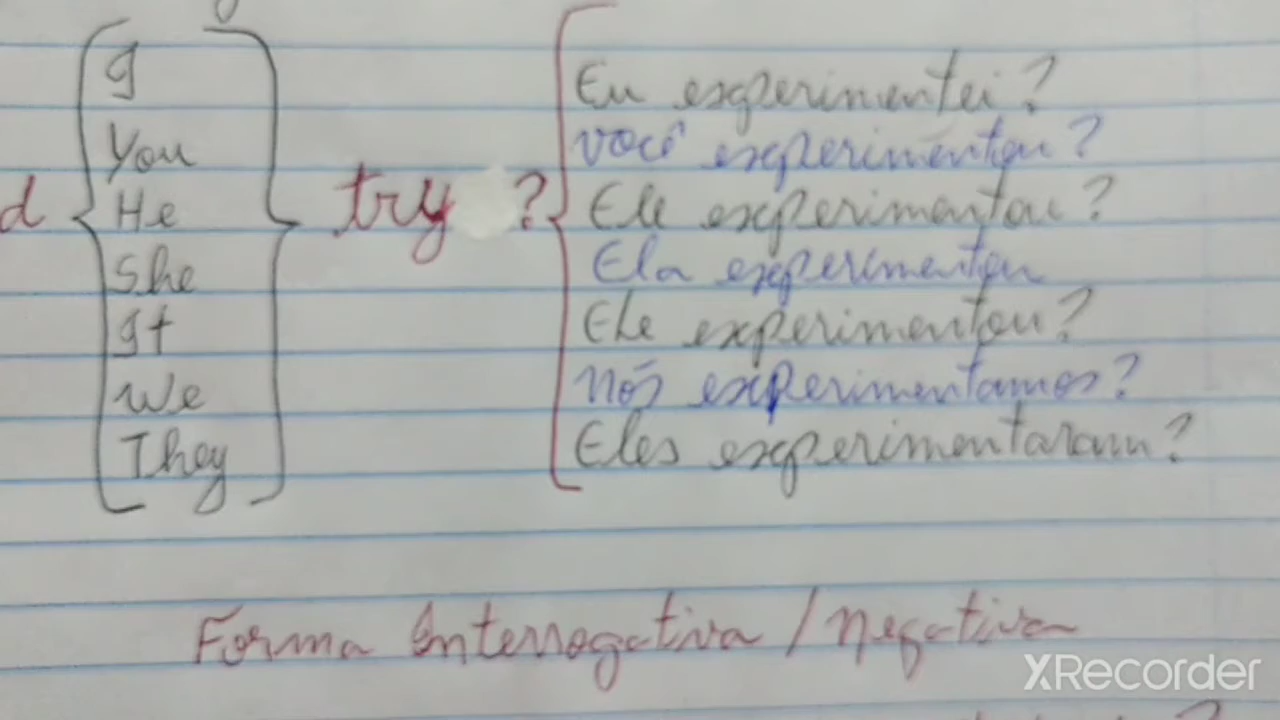 I
You
He
She
It
We
They
d
try ?
Eu experimentei?
Você experimentou?
Ele experimentou?
Ela experimentou
Ele experimentou?
Nós experimentamos?
Eles experimentaram?
Forma Interrogativa / Negativa
XRecorder